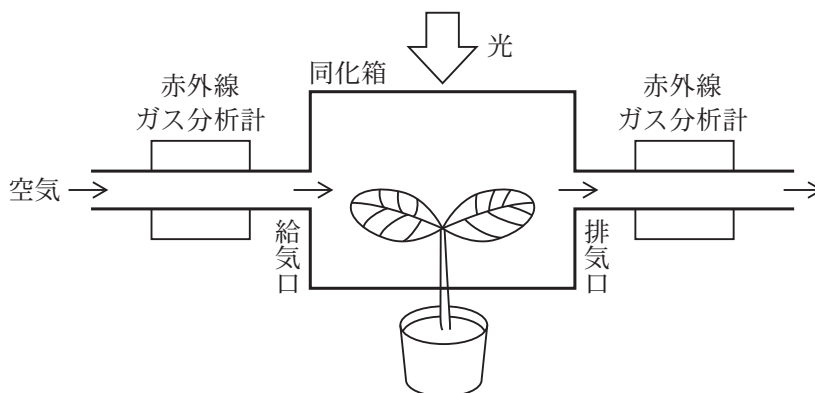 光
同化箱
赤外線
ガス分析計
赤外線
ガス分析計
空気
給気口
排気口